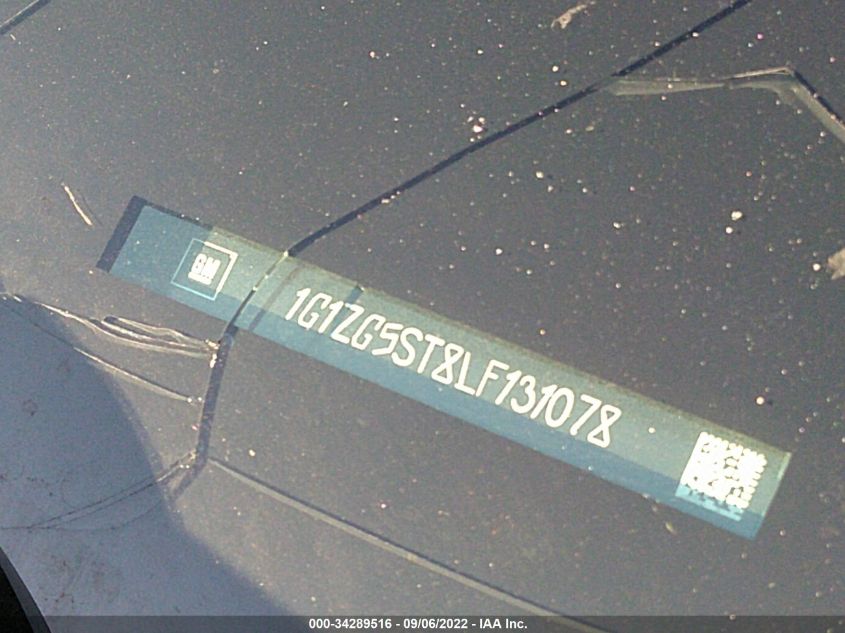 GM
1G1ZG5ST8LF131078
000-34289516 - 09/06/2022 - IAA Inc.